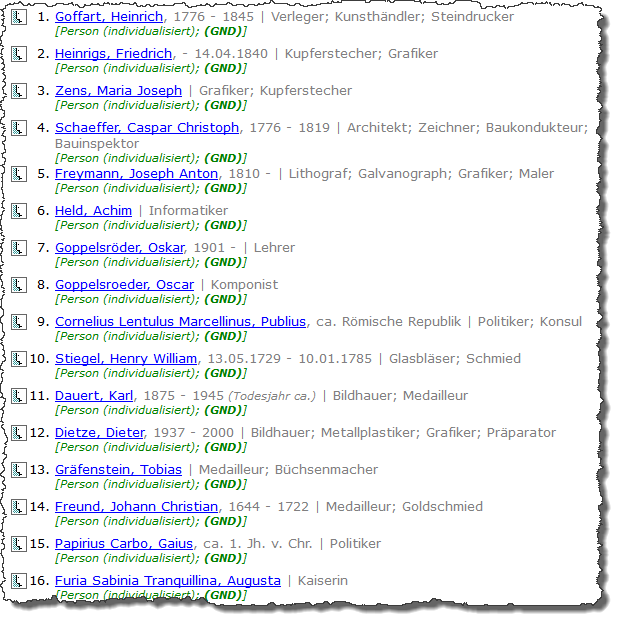 1. Goffart, Heinrich, 1776 - 1845 | Verleger; Kunsthändler; Steindrucker
[Person (individualisiert); (GND)]
2. Heinrigs, Friedrich, - 14.04.1840 | Kupferstecher; Grafiker
[Person (individualisiert); (GND)]
3. Zens, Maria Joseph | Grafiker; Kupferstecher
[Person (individualisiert); (GND)]
4. Schaeffer, Caspar Christoph, 1776 - 1819 | Architekt; Zeichner; Baukondukteur;
Bauinspektor
[Person (individualisiert); (GND)]
5. Freymann, Joseph Anton, 1810 - | Lithograf; Galvanograph; Grafiker; Maler
[Person (individualisiert); (GND)]
6. Held, Achim | Informatiker
[Person (individualisiert); (GND)]
7. Goppelsröder, Oskar, 1901 - | Lehrer
[Person (individualisiert); (GND)]
8. Goppelsroeder, Oscar | Komponist
[Person (individualisiert); (GND)]
9. Cornelius Lentulus Marcellinus, Publius, ca. Römische Republik | Politiker; Konsul
[Person (individualisiert); (GND)]
10. Stiegel, Henry William, 13.05.1729 - 10.01.1785 | Glasbläser; Schmied
[Person (individualisiert); (GND)]
11. Dauert, Karl, 1875 - 1945 (Todesjahr ca.) | Bildhauer; Medailleur
[Person (individualisiert); (GND)]
12. Dietze, Dieter, 1937 - 2000 | Bildhauer; Metallplastiker; Grafiker; Präparator
[Person (individualisiert); (GND)]
13. Gräfenstein, Tobias | Medailleur; Büchsenmacher
[Person (individualisiert); (GND)]
14. Freund, Johann Christian, 1644 - 1722 | Medailleur; Goldschmied
[Person (individualisiert); (GND)]
15. Papirius Carbo, Gaius, ca. 1. Jh. v. Chr. | Politiker
[Person (individualisiert); (GND)]
16. Furia Sabinia Tranquillina, Augusta | Kaiserin
[Person (individualisiert); (GND)]